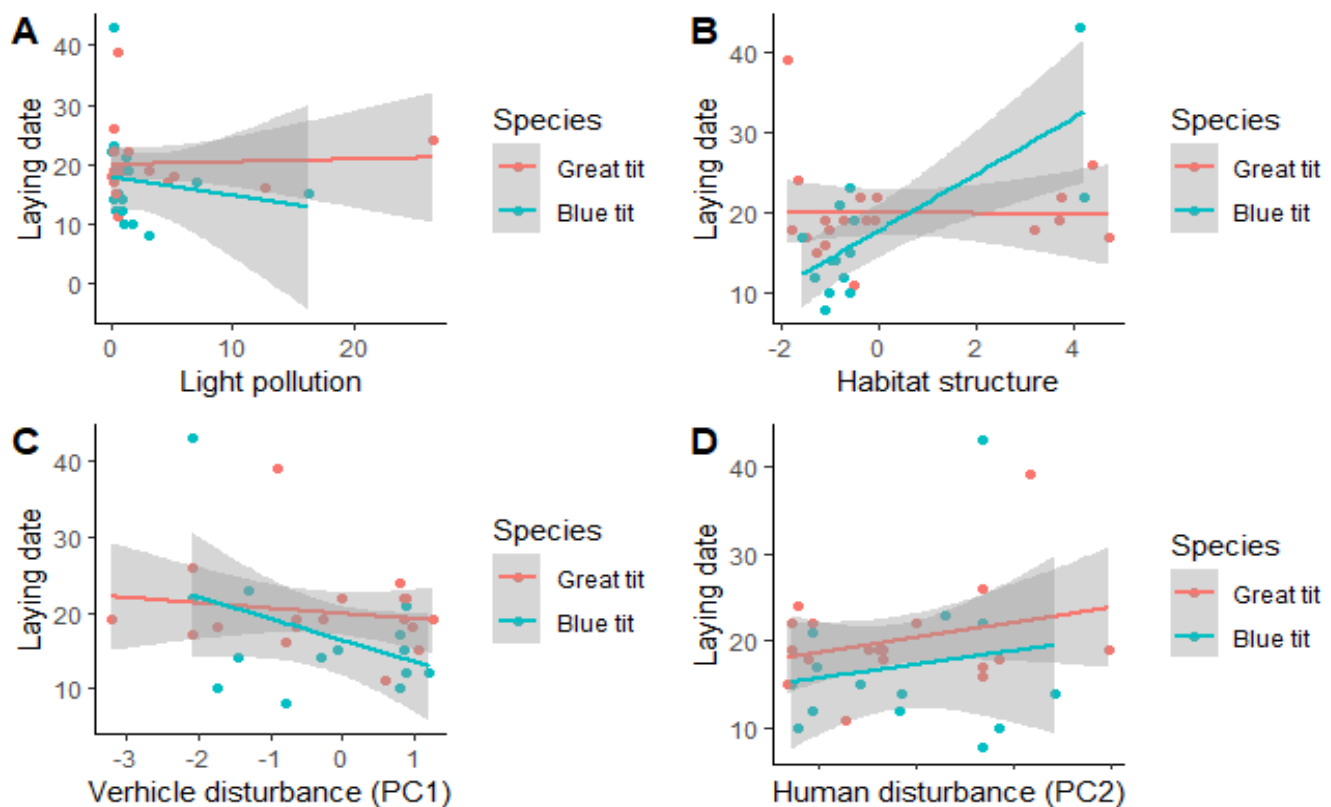 A
Laying date
40
30
20
10
0
0
10
20
Light pollution
Species
Great tit
Blue tit
B
Laying date
40
30
20
10
-2
0
2
4
Habitat structure
Species
Great tit
Blue tit
C
Laying date
40
30
20
10
-3
-2
-1
0
1
Verhicle disturbance (PC1)
Species
Great tit
Blue tit
D
Laying date
40
30
20
10
Human disturbance (PC2)
Species
Great tit
Blue tit